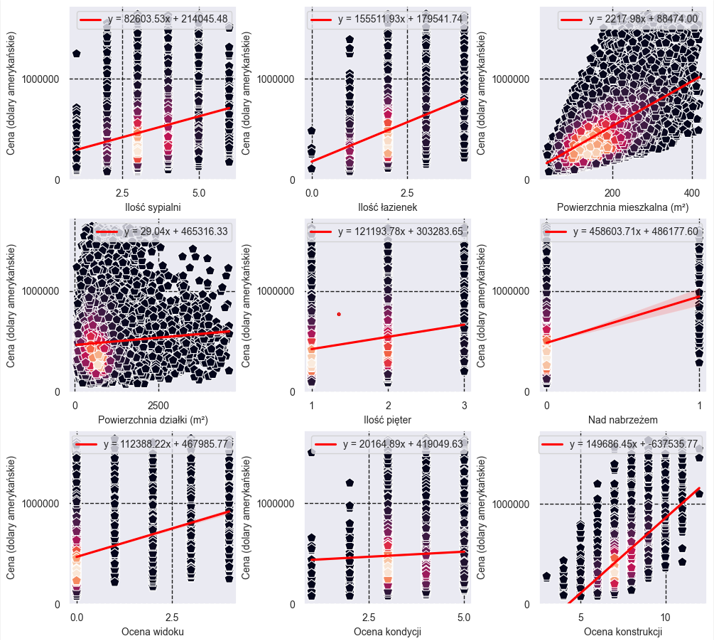 y = 82603.53x + 214045.48
Cena (dolary amerykańskie)
1000000
0
2.5 5.0
Ilość sypialni
y = 155511.93x + 179541.74
Cena (dolary amerykańskie)
1000000
0
0.0 2.5
Ilość łazienek
y = 2217.98x + 88474.00
Cena (dolary amerykańskie)
1000000
0
200 400
Powierzchnia mieszkalna (m²)
y = 29.04x + 465316.33
Cena (dolary amerykańskie)
1000000
0
0 2500
Powierzchnia działki (m²)
y = 121193.78x + 303283.65
Cena (dolary amerykańskie)
1000000
0
1 2 3
Ilość pięter
y = 458603.71x + 486177.60
Cena (dolary amerykańskie)
1000000
0
0 1
Nad nabrzeżem
y = 112388.22x + 467985.77
Cena (dolary amerykańskie)
1000000
0
0.0 2.5
Ocena widoku
y = 20164.89x + 419049.63
Cena (dolary amerykańskie)
1000000
0
2.5 5.0
Ocena kondycji
y = 149686.45x + -637535.77
Cena (dolary amerykańskie)
1000000
0
5 10
Ocena konstrukcji